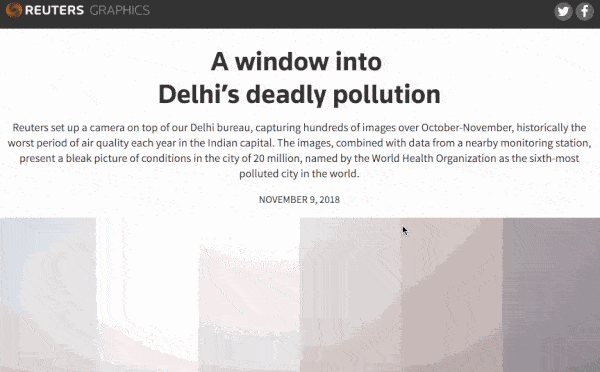 REUTERS GRAPHICS
A window into
Delhi's deadly pollution
Reuters set up a camera on top of our Delhi bureau, capturing hundreds of images over October-November, historically the
worst period of air quality each year in the Indian capital. The images, combined with data from a nearby monitoring station,
present a bleak picture of conditions in the city of 20 million, named by the World Health Organization as the sixth-most
polluted city in the world.
NOVEMBER 9, 2018